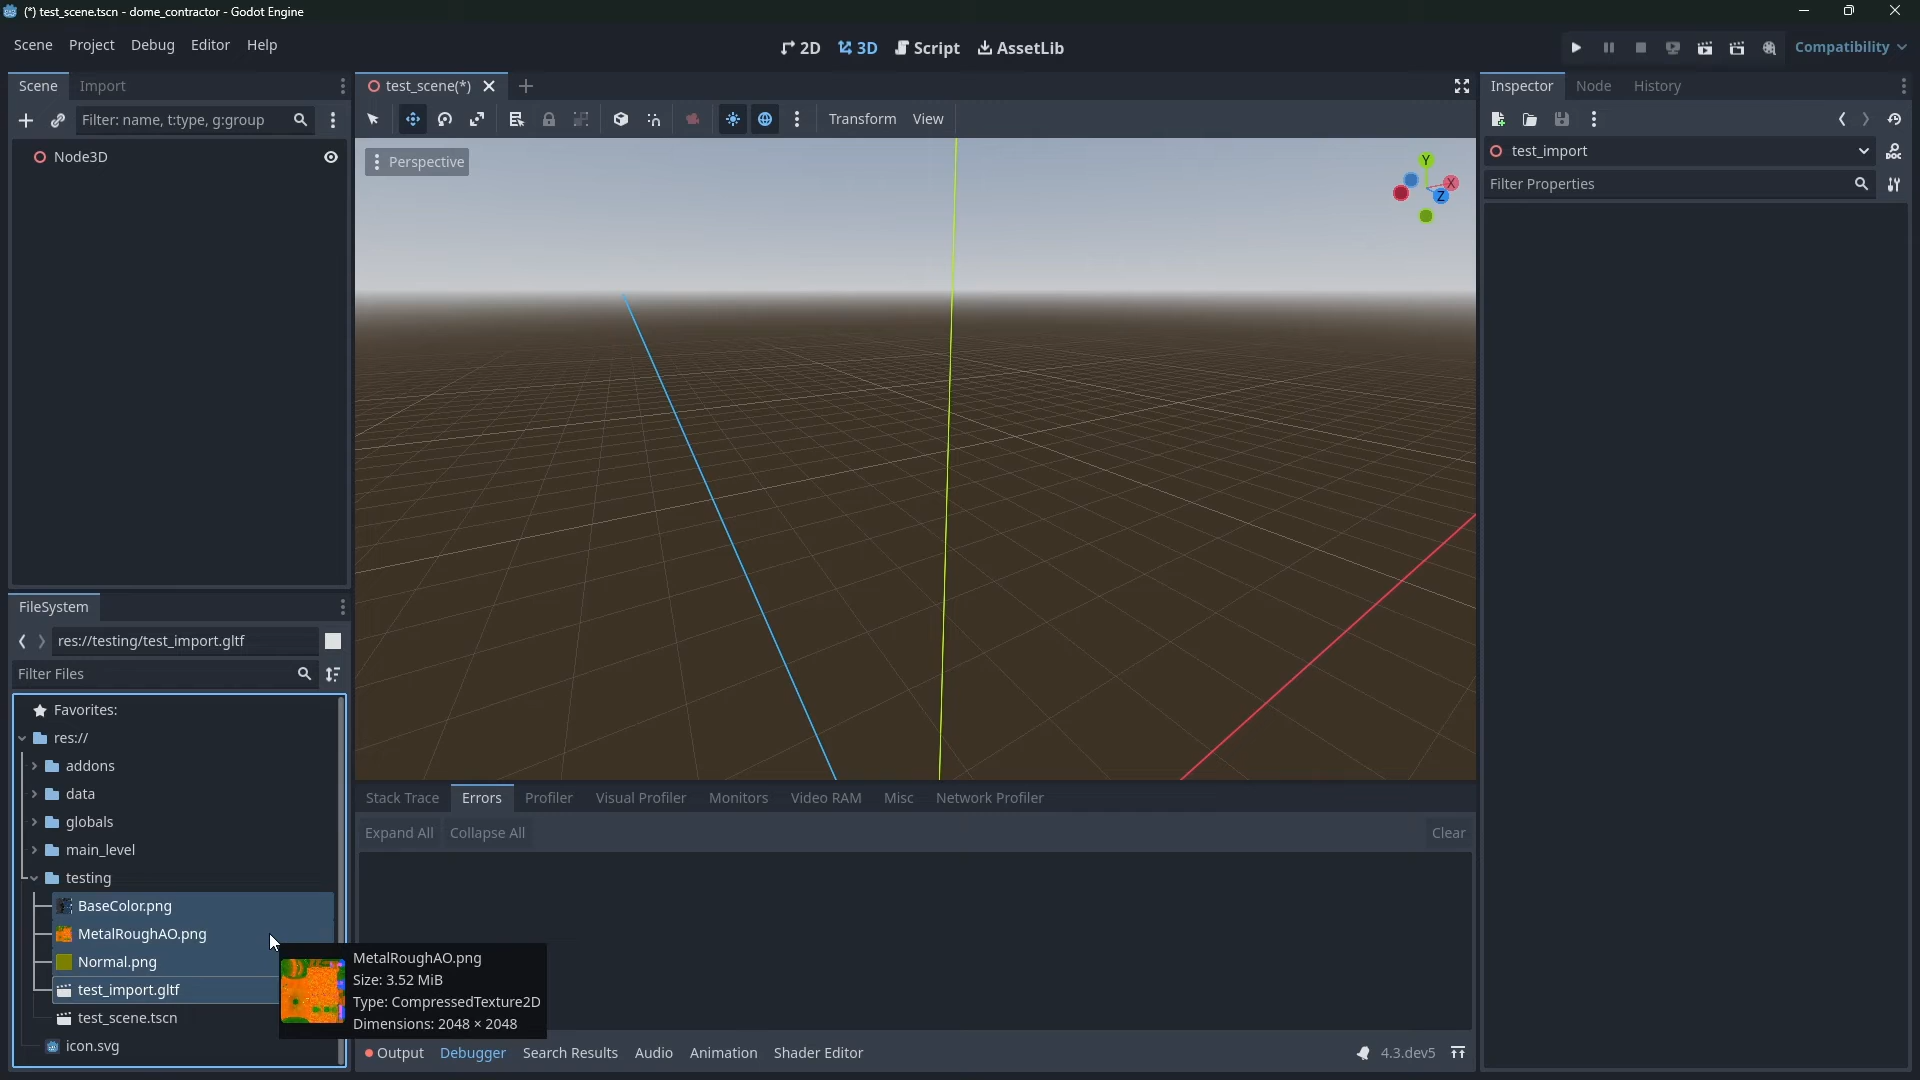 (*) test_scene.tscn - dome_contractor - Godot Engine
Scene Project Debug Editor Help
2D 3D Script AssetLib
Compatibility
Scene Import
test_scene(*)
Inspector Node History
Filter: name, t:type, g:group
Transform View
Node3D
Perspective
Y
X
Z
test_import
DOC
Filter Properties
FileSystem
res://testing/test_import.gltf
Filter Files
Favorites:
res://
addons
data
globals
main_level
testing
BaseColor.png
MetalRoughAO.png
Normal.png
test_import.gltf
test_scene.tscn
icon.svg
MetalRoughAO.png
Size: 3.52 MiB
Type: CompressedTexture2D
Dimensions: 2048 × 2048
Stack Trace Errors Profiler Visual Profiler Monitors Video RAM Misc Network Profiler
Expand All Collapse All Clear
Output Debugger Search Results Audio Animation Shader Editor
4.3.dev5